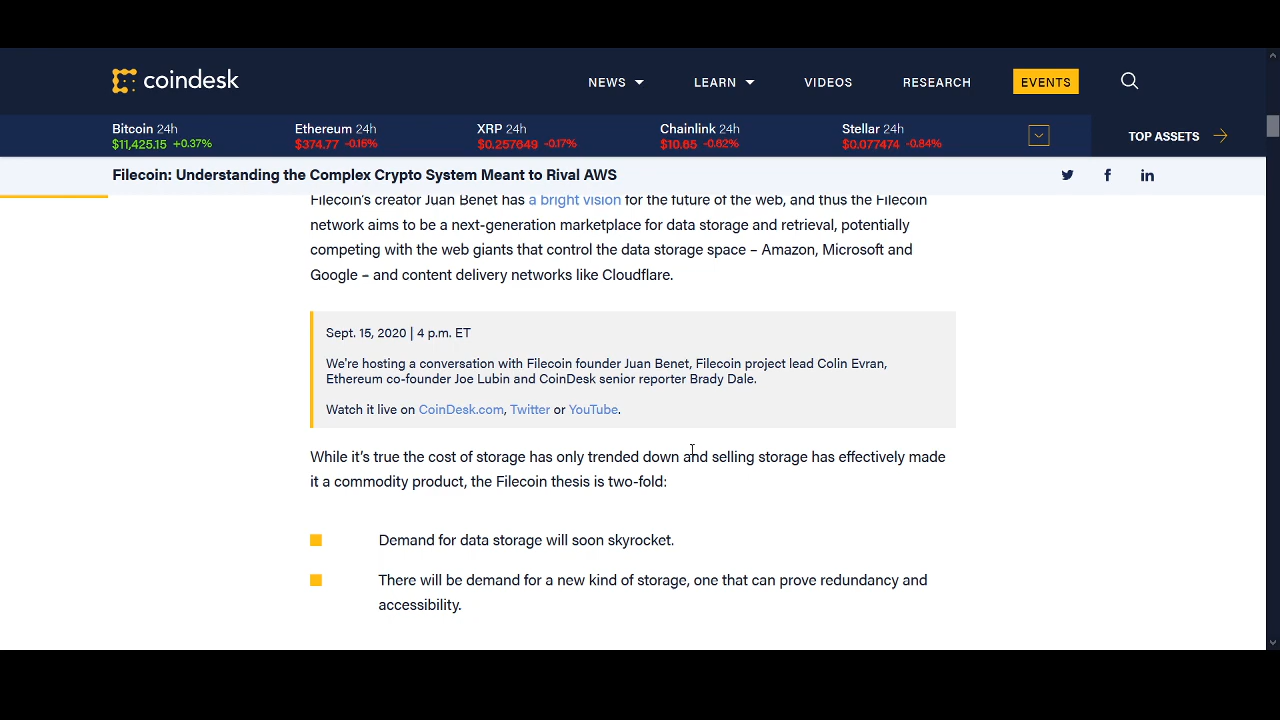 coindesk
NEWS LEARN VIDEOS RESEARCH EVENTS
Bitcoin 24h Ethereum 24h XRP 24h Chainlink 24h Stellar 24h
$11,425.15 +0.37% $374.77 -0.16% $0.257649 -0.17% $10.65 -0.62% $0.077474 -0.84%
TOP ASSETS
Filecoin: Understanding the Complex Crypto System Meant to Rival AWS
Filecoin's creator Juan Benet has a bright vision for the future of the web, and thus the Filecoin
network aims to be a next-generation marketplace for data storage and retrieval, potentially
competing with the web giants that control the data storage space – Amazon, Microsoft and
Google – and content delivery networks like Cloudflare.
Sept. 15, 2020 | 4 p.m. ET
We're hosting a conversation with Filecoin founder Juan Benet, Filecoin project lead Colin Evran,
Ethereum co-founder Joe Lubin and CoinDesk senior reporter Brady Dale.
Watch it live on CoinDesk.com, Twitter or YouTube.
While it's true the cost of storage has only trended down and selling storage has effectively made
it a commodity product, the Filecoin thesis is two-fold:
Demand for data storage will soon skyrocket.
There will be demand for a new kind of storage, one that can prove redundancy and
accessibility.